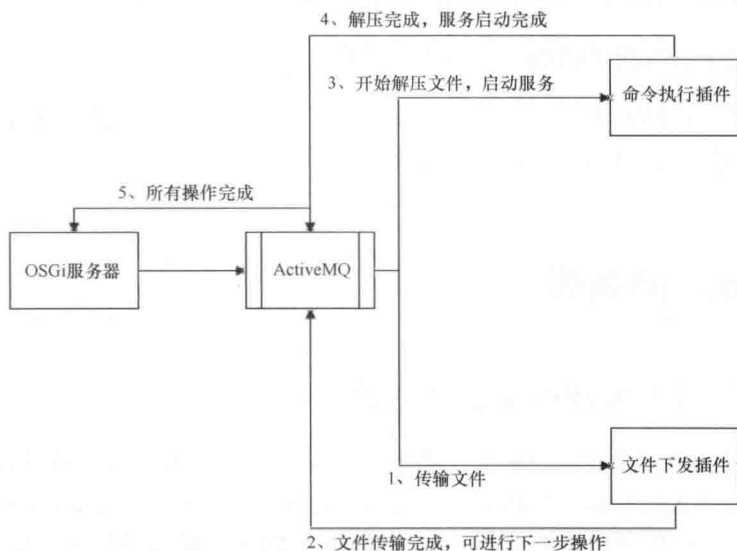 4、解压完成，服务启动完成
3、开始解压文件，启动服务
命令执行插件
5、所有操作完成
OSGi服务器
ActiveMQ
1、传输文件
文件下发插件
2、文件传输完成，可进行下一步操作